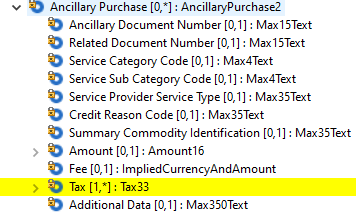 Ancillary Purchase [0,*] : AncillaryPurchase2
Ancillary Document Number [0,1] : Max15Text
Related Document Number [0,1] : Max15Text
Service Category Code [0,1] : Max4Text
Service Sub Category Code [0,1] : Max4Text
Service Provider Service Type [0,1] : Max35Text
Credit Reason Code [0,1] : Max35Text
Summary Commodity Identification [0,1] : Max35Text
Amount [0,1] : Amount16
Fee [0,1] : ImpliedCurrencyAndAmount
Tax [1,*] : Tax33
Additional Data [0,1] : Max350Text